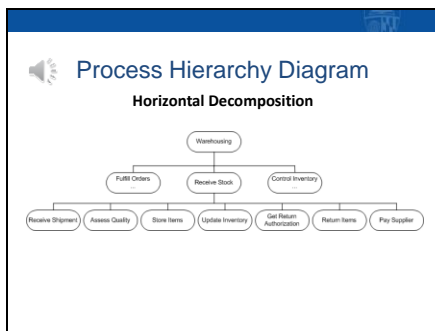 Process Hierarchy Diagram
Horizontal Decomposition
Warehousing
Fulfill Orders
...
Receive Stock
Control Inventory
...
Receive Shipment
Assess Quality
Store Items
Update Inventory
Get Return
Authorization
Return Items
Pay Supplier